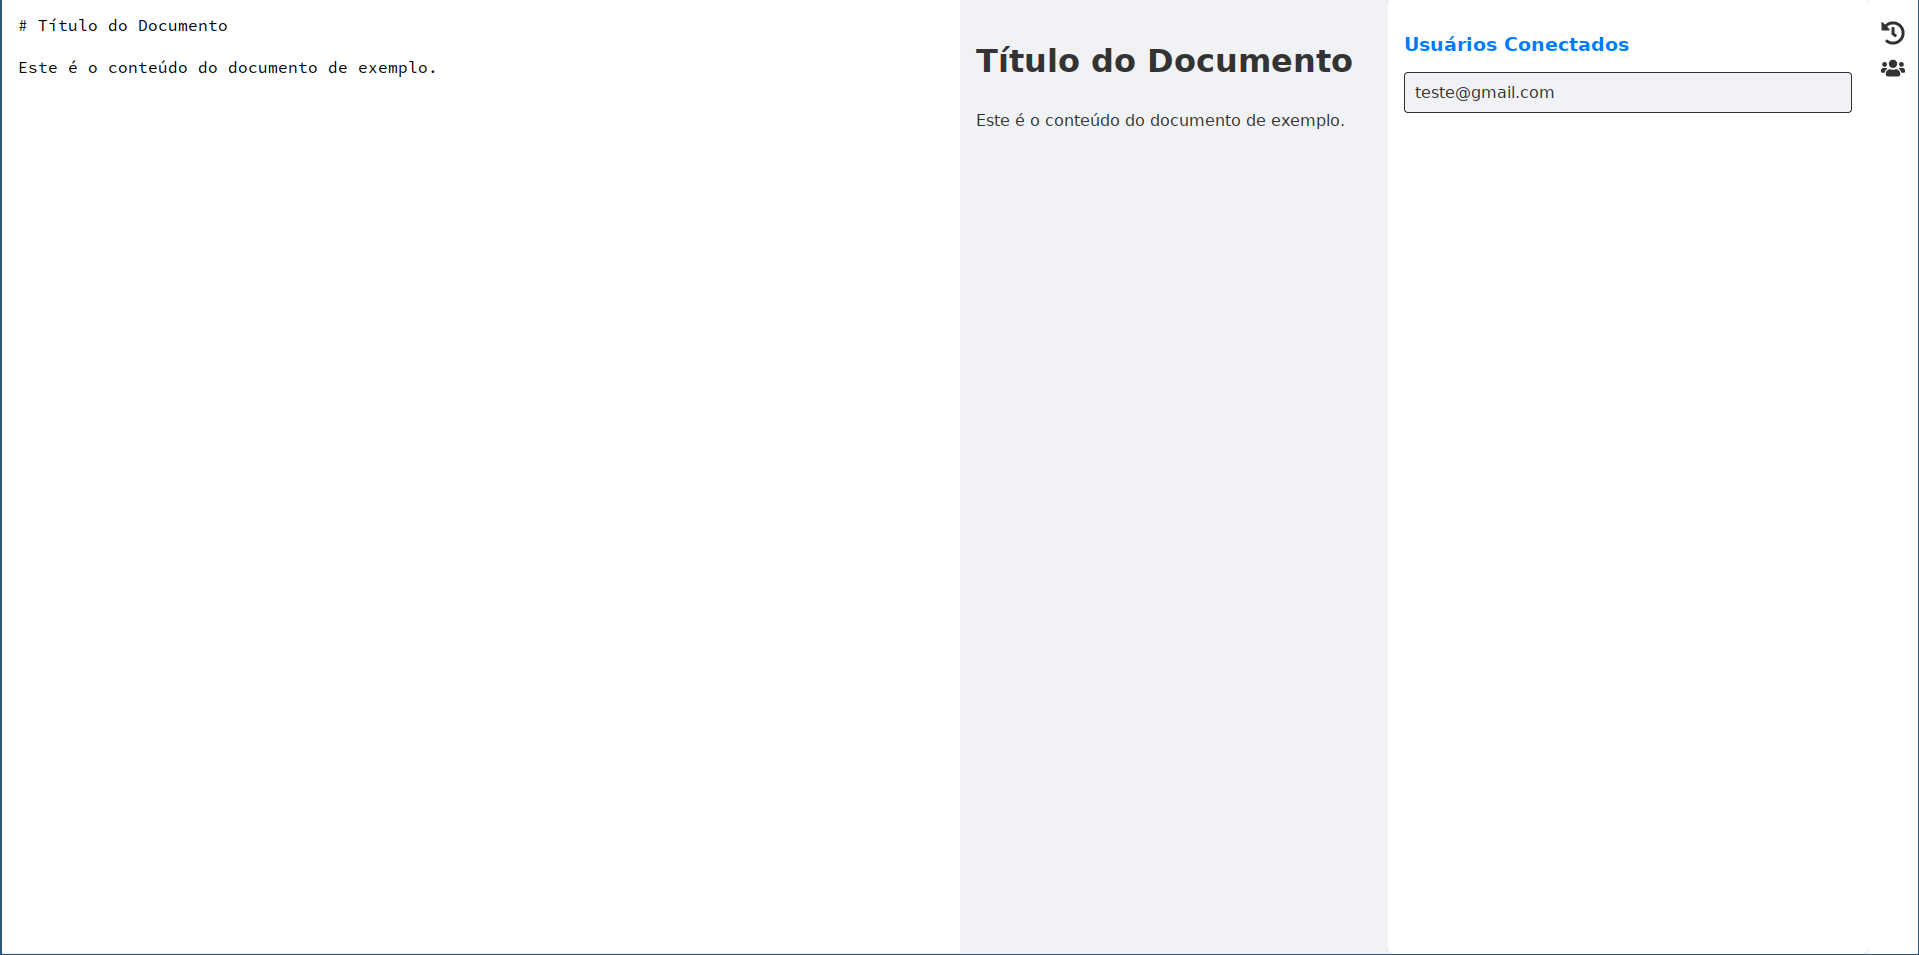 # Título do Documento
Este é o conteúdo do documento de exemplo.
Título do Documento
Este é o conteúdo do documento de exemplo.
Usuários Conectados
teste@gmail.com